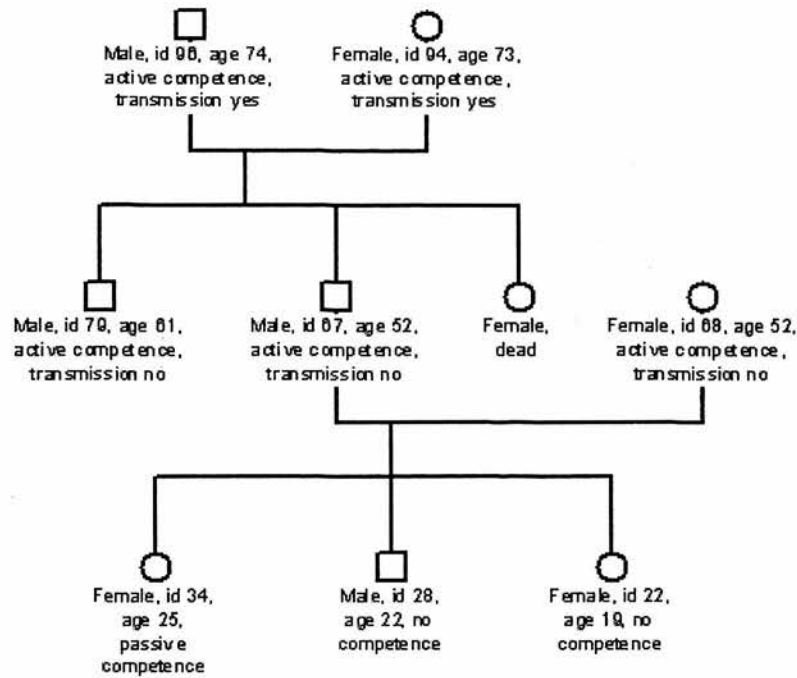 Male, id 96, age 74,
active competence,
transmission yes
Female, id 94, age 73,
active competence,
transmission yes
Male, id 79, age 61,
active competence,
transmission no
Male, id 67, age 52,
active competence,
transmission no
Female,
dead
Female, id 68, age 52,
active competence,
transmission no
Female, id 34,
age 25,
passive
competence
Male, id 28,
age 22, no
competence
Female, id 22,
age 19, no
competence